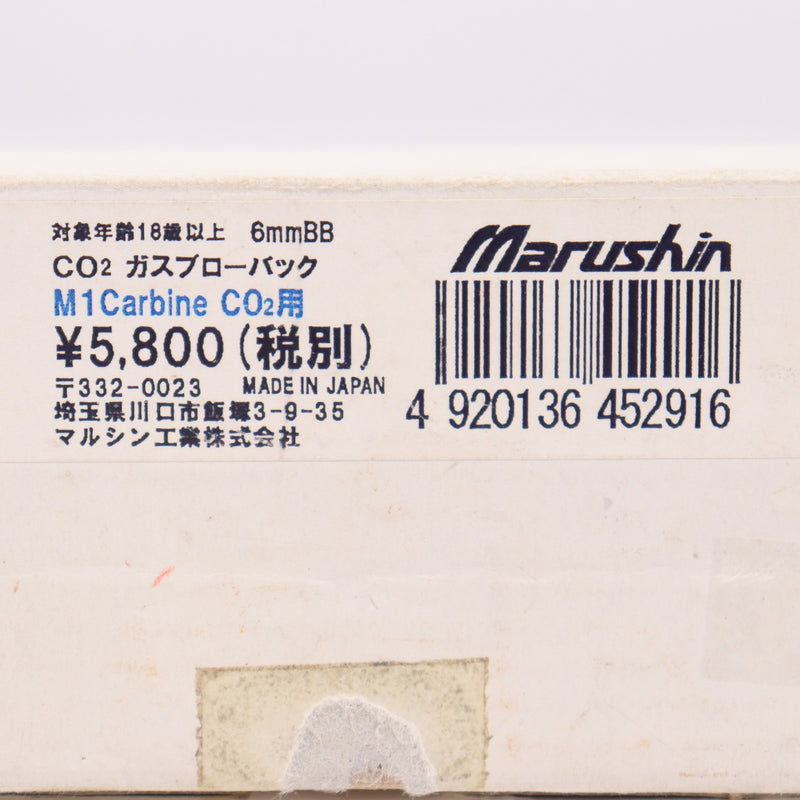 対象年齢18歳以上 6mmBB
CO2 ガスブローバック
M1Carbine CO2用
¥5,800(税別)
〒332-0023 MADE IN JAPAN
埼玉県川口市飯塚3-9-35
マルシン工業株式会社
Marushin
4 920136 452916